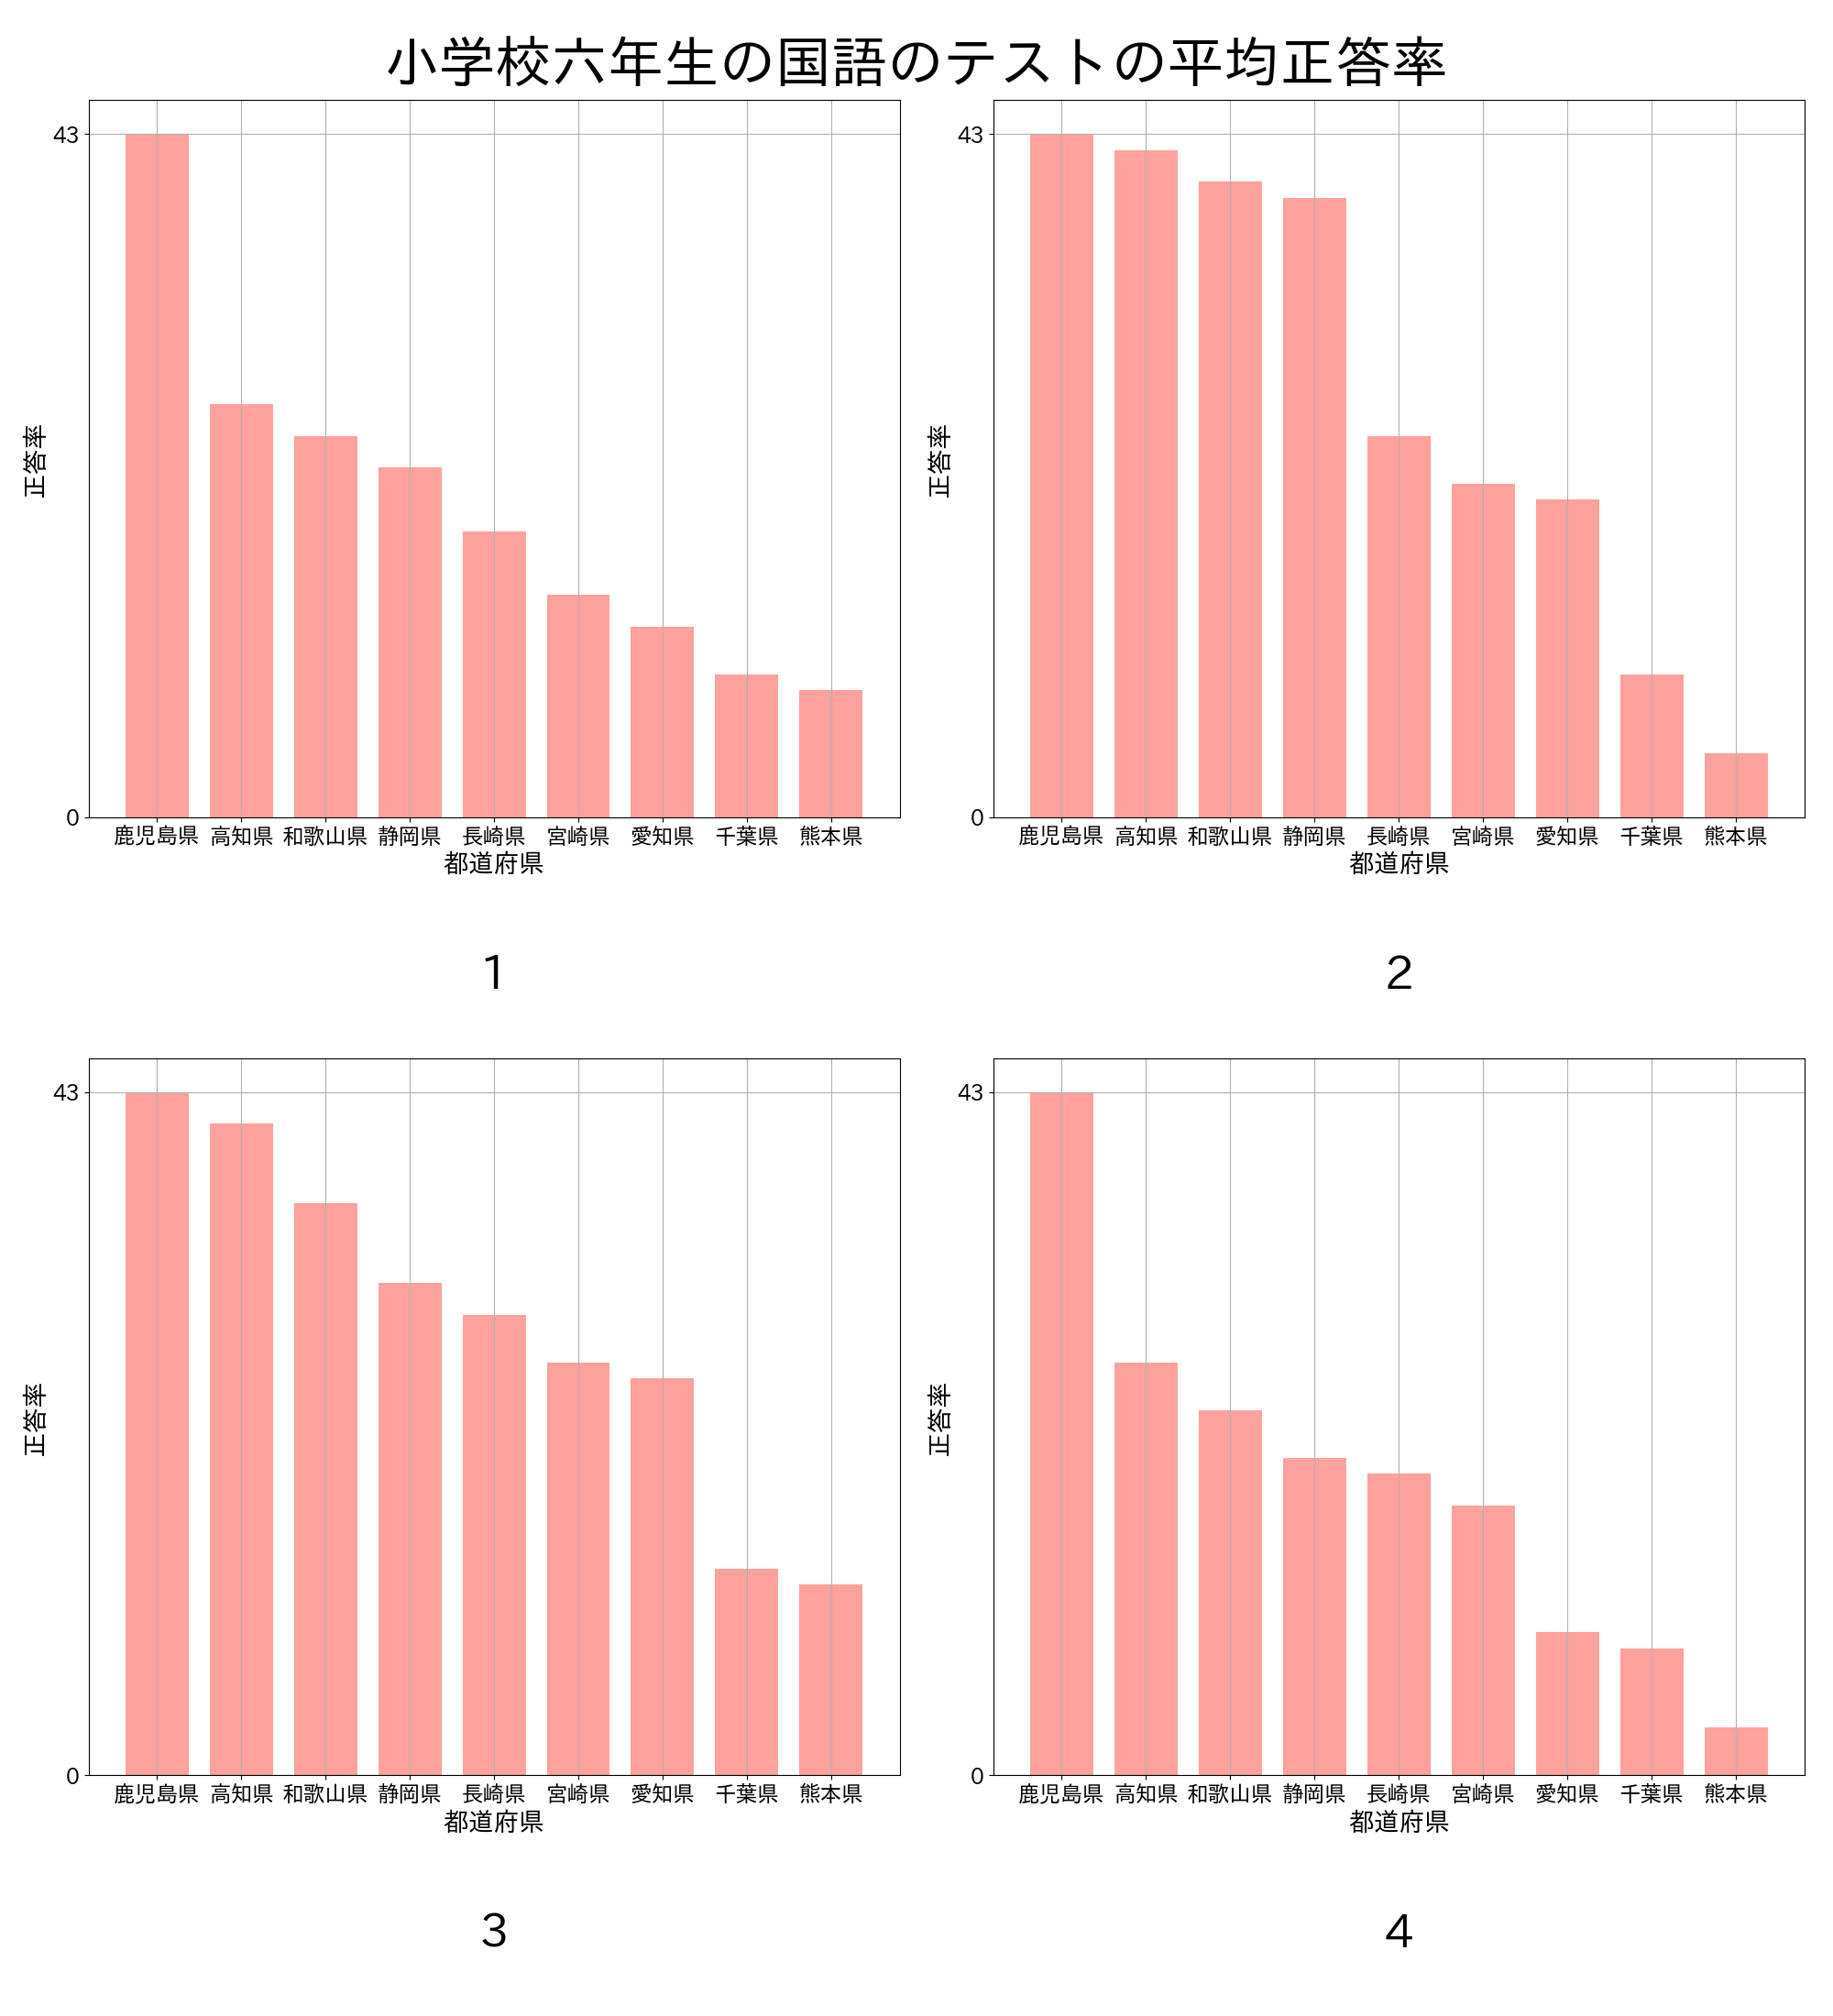 小学校六年生の国語のテストの平均正答率
43
正答率
0
鹿児島県 高知県 和歌山県 静岡県 長崎県 宮崎県 愛知県 千葉県 熊本県
都道府県
1
43
正答率
0
鹿児島県 高知県 和歌山県 静岡県 長崎県 宮崎県 愛知県 千葉県 熊本県
都道府県
2
43
正答率
0
鹿児島県 高知県 和歌山県 静岡県 長崎県 宮崎県 愛知県 千葉県 熊本県
都道府県
3
43
正答率
0
鹿児島県 高知県 和歌山県 静岡県 長崎県 宮崎県 愛知県 千葉県 熊本県
都道府県
4